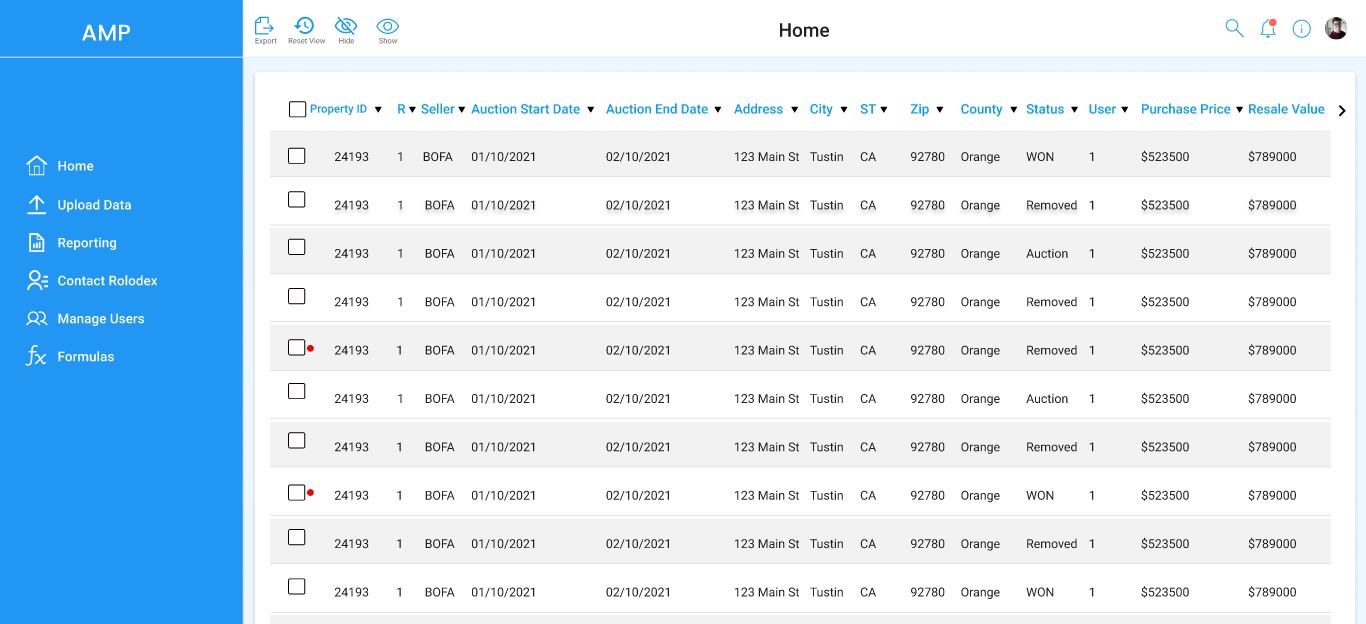 AMP
Export Reset View Hide Show
Home
Home
Upload Data
Reporting
Contact Rolodex
Manage Users
Formulas
Property ID R Seller Auction Start Date Auction End Date Address City ST Zip County Status User Purchase Price Resale Value
24193 1 BOFA 01/10/2021 02/10/2021 123 Main St Tustin CA 92780 Orange WON 1 $523500 $789000
24193 1 BOFA 01/10/2021 02/10/2021 123 Main St Tustin CA 92780 Orange Removed 1 $523500 $789000
24193 1 BOFA 01/10/2021 02/10/2021 123 Main St Tustin CA 92780 Orange Auction 1 $523500 $789000
24193 1 BOFA 01/10/2021 02/10/2021 123 Main St Tustin CA 92780 Orange Removed 1 $523500 $789000
24193 1 BOFA 01/10/2021 02/10/2021 123 Main St Tustin CA 92780 Orange Removed 1 $523500 $789000
24193 1 BOFA 01/10/2021 02/10/2021 123 Main St Tustin CA 92780 Orange Auction 1 $523500 $789000
24193 1 BOFA 01/10/2021 02/10/2021 123 Main St Tustin CA 92780 Orange Removed 1 $523500 $789000
24193 1 BOFA 01/10/2021 02/10/2021 123 Main St Tustin CA 92780 Orange WON 1 $523500 $789000
24193 1 BOFA 01/10/2021 02/10/2021 123 Main St Tustin CA 92780 Orange Removed 1 $523500 $789000
24193 1 BOFA 01/10/2021 02/10/2021 123 Main St Tustin CA 92780 Orange WON 1 $523500 $789000